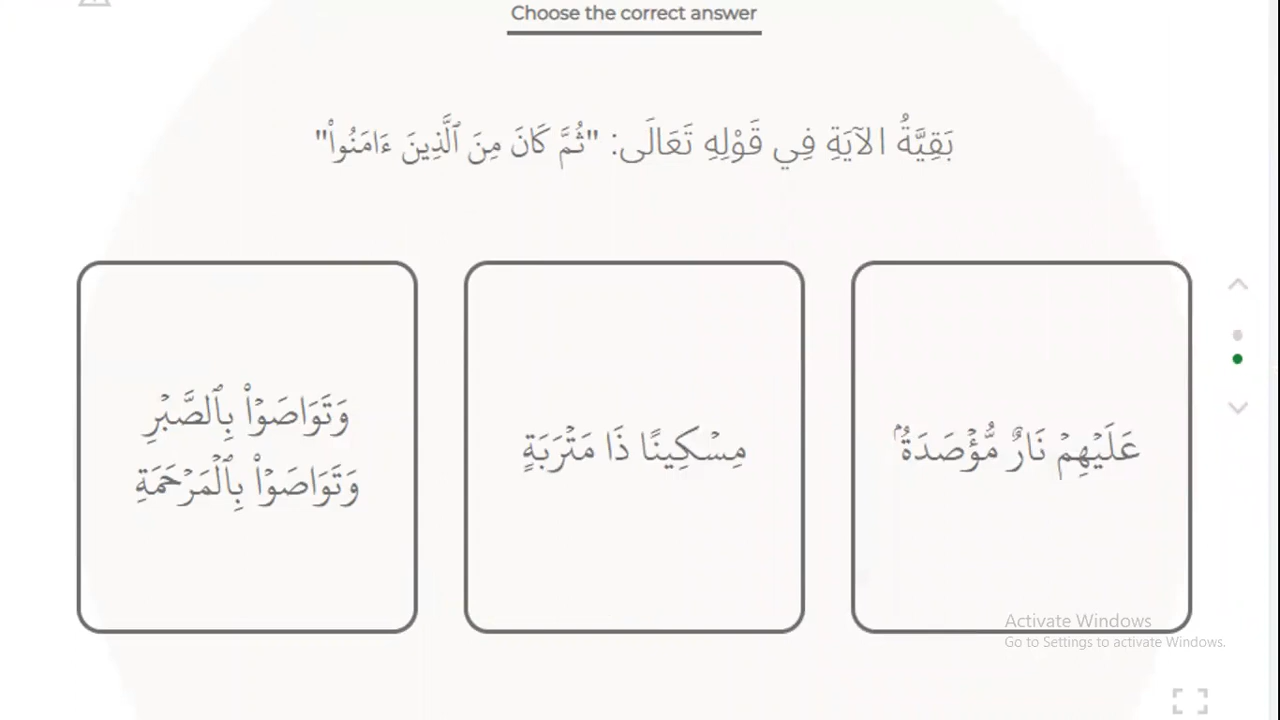 Choose the correct answer
بَقِيَّةُ الآيَةِ فِي قَوْلِهِ تَعَالَى: "ثُمَّ كَانَ مِنَ ٱلَّذِينَ ءَامَنُواْ"
عَلَيۡهِمۡ نَارٞ مُّؤۡصَدَةُۢ
مِسۡكِينٗا ذَا مَتۡرَبَةٖ
وَتَوَاصَوۡاْ بِٱلصَّبۡرِ
وَتَوَاصَوۡاْ بِٱلۡمَرۡحَمَةِ
Activate Windows
Go to Settings to activate Windows.